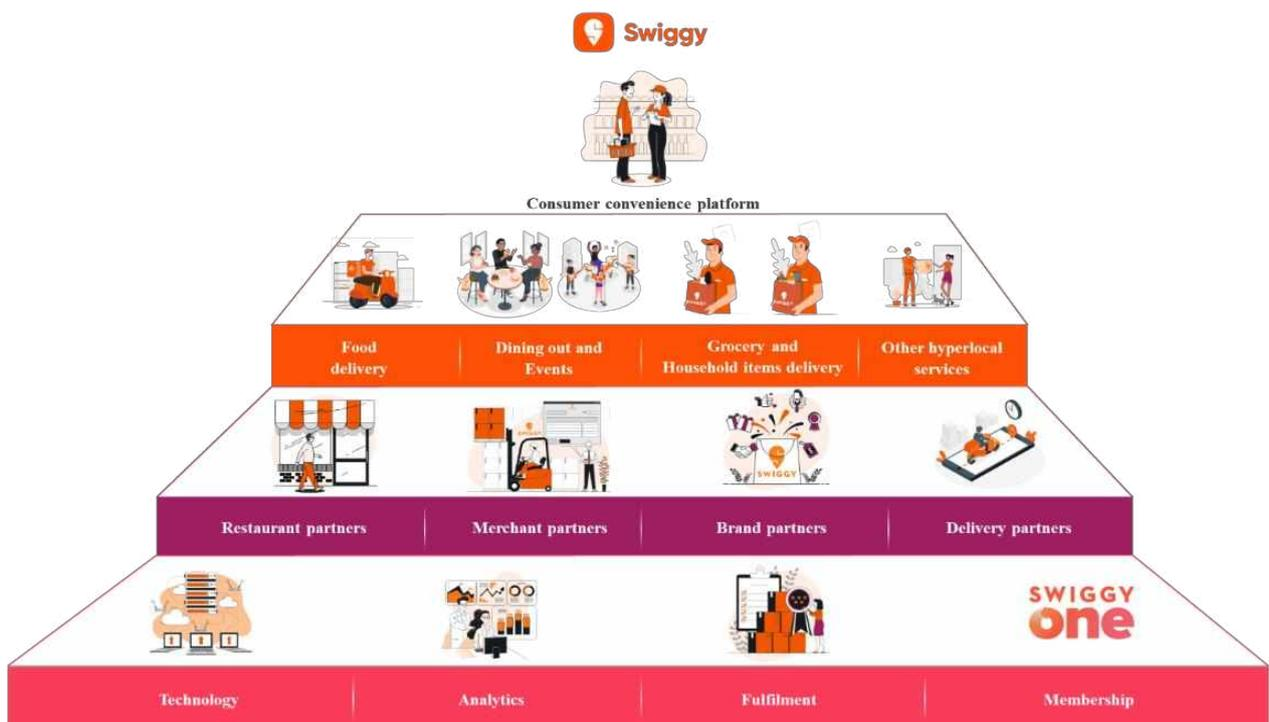 Swiggy
Consumer convenience platform
Food
delivery
Dining out and
Events
Grocery and
Household items delivery
Other hyperlocal
services
SWIGGY
Restaurant partners
Merchant partners
Brand partners
Delivery partners
SWIGGY
one
Technology
Analytics
Fulfilment
Membership